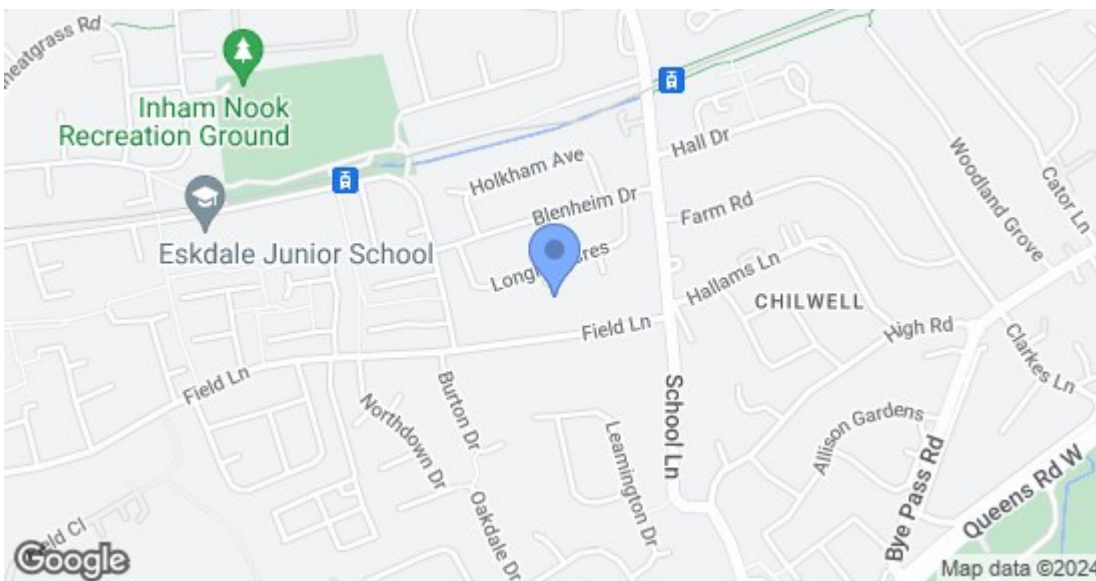 Inham Nook
Recreation Ground
Holkham Ave
Hall Dr
Woodland Grove
Cator Ln
Blenheim Dr
Farm Rd
Eskdale Junior School
Hallams Ln
CHILWELL
Field Ln
High Rd
Clarkes Ln
Field Ln
School Ln
Burton Dr
Northdown Dr
Leamington Dr
Allison Gardens
Oakdale Dr
Bye Pass Rd
Queens Rd W
Google
Map data ©2024